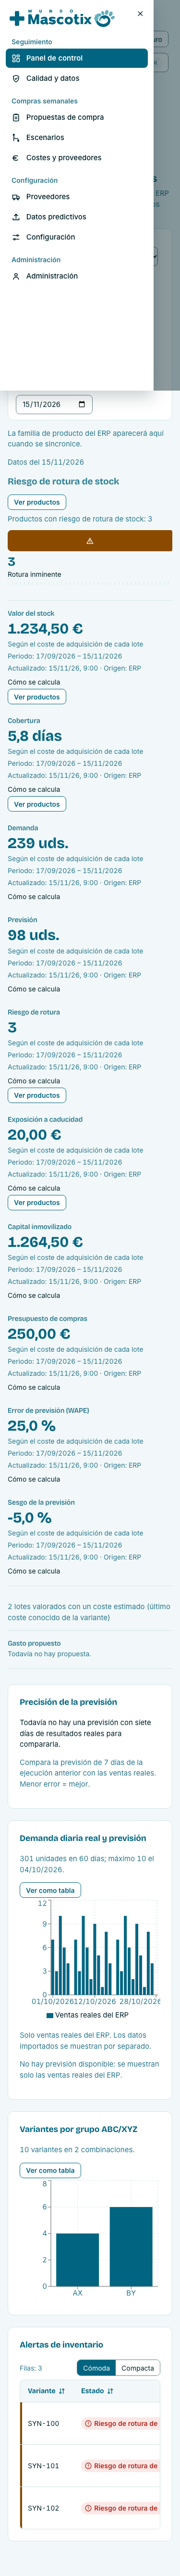 MUNDO
+Mascotix
Seguimiento
Panel de control
Calidad y datos
Compras semanales
Propuestas de compra
Escenarios
Costes y proveedores
Configuración
Proveedores
Datos predictivos
Configuración
Administración
Administración
15/11/2026
La familia de producto del ERP aparecerá aquí
cuando se sincronice.
Datos del 15/11/2026
Riesgo de rotura de stock
Ver productos
Productos con riesgo de rotura de stock: 3
3
Rotura inminente
Valor del stock
1.234,50 €
Según el coste de adquisición de cada lote
Periodo: 17/09/2026 – 15/11/2026
Actualizado: 15/11/26, 9:00 · Origen: ERP
Cómo se calcula
Ver productos
Cobertura
5,8 días
Según el coste de adquisición de cada lote
Periodo: 17/09/2026 – 15/11/2026
Actualizado: 15/11/26, 9:00 · Origen: ERP
Cómo se calcula
Ver productos
Demanda
239 uds.
Según el coste de adquisición de cada lote
Periodo: 17/09/2026 – 15/11/2026
Actualizado: 15/11/26, 9:00 · Origen: ERP
Cómo se calcula
Previsión
98 uds.
Según el coste de adquisición de cada lote
Periodo: 17/09/2026 – 15/11/2026
Actualizado: 15/11/26, 9:00 · Origen: ERP
Cómo se calcula
Riesgo de rotura
3
Según el coste de adquisición de cada lote
Periodo: 17/09/2026 – 15/11/2026
Actualizado: 15/11/26, 9:00 · Origen: ERP
Cómo se calcula
Ver productos
Exposición a caducidad
20,00 €
Según el coste de adquisición de cada lote
Periodo: 17/09/2026 – 15/11/2026
Actualizado: 15/11/26, 9:00 · Origen: ERP
Cómo se calcula
Ver productos
Capital inmovilizado
1.264,50 €
Según el coste de adquisición de cada lote
Periodo: 17/09/2026 – 15/11/2026
Actualizado: 15/11/26, 9:00 · Origen: ERP
Cómo se calcula
Presupuesto de compras
250,00 €
Según el coste de adquisición de cada lote
Periodo: 17/09/2026 – 15/11/2026
Actualizado: 15/11/26, 9:00 · Origen: ERP
Cómo se calcula
Error de previsión (WAPE)
25,0 %
Según el coste de adquisición de cada lote
Periodo: 17/09/2026 – 15/11/2026
Actualizado: 15/11/26, 9:00 · Origen: ERP
Cómo se calcula
Sesgo de la previsión
-5,0 %
Según el coste de adquisición de cada lote
Periodo: 17/09/2026 – 15/11/2026
Actualizado: 15/11/26, 9:00 · Origen: ERP
Cómo se calcula
2 lotes valorados con un coste estimado (último
coste conocido de la variante)
Gasto propuesto
Todavía no hay propuesta.
Precisión de la previsión
Todavía no hay una previsión con siete
días de resultados reales para
compararla.
Compara la previsión de 7 días de la
ejecución anterior con las ventas reales.
Menor error = mejor.
Demanda diaria real y previsión
301 unidades en 60 días; máximo 10 el
04/10/2026.
Ver como tabla
12
9
6
3
0
01/10/2026 12/10/2026 28/10/2026
Ventas reales del ERP
Solo ventas reales del ERP. Los datos
importados se muestran por separado.
No hay previsión disponible: se muestran
solo las ventas reales del ERP.
Variantes por grupo ABC/XYZ
10 variantes en 2 combinaciones.
Ver como tabla
8
6
4
2
0
AX BY
Alertas de inventario
Filas: 3
Cómoda Compacta
Variante Estado
SYN-100 Riesgo de rotura de
SYN-101 Riesgo de rotura de
SYN-102 Riesgo de rotura de